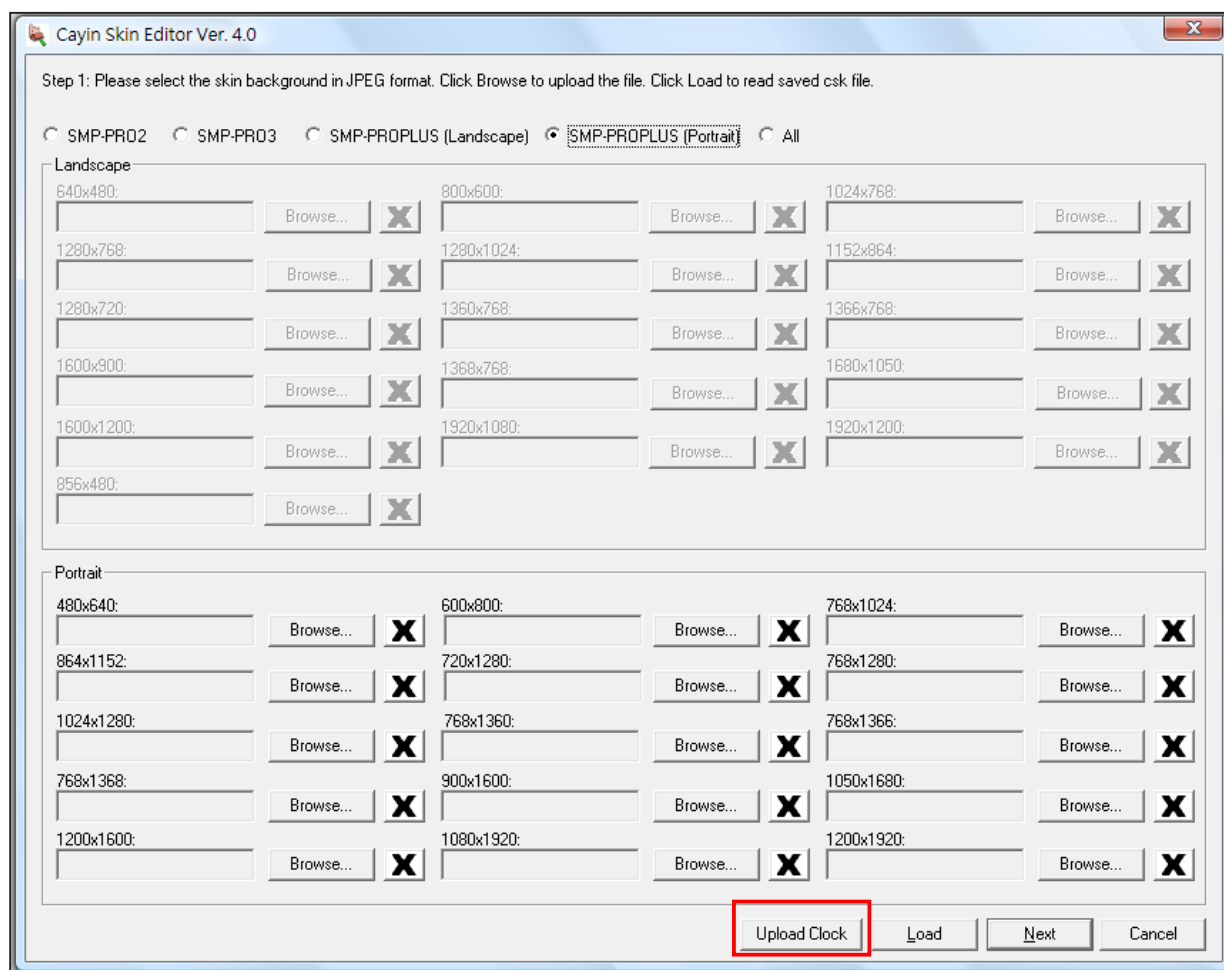 Cayin Skin Editor Ver. 4.0
Step 1: Please select the skin background in JPEG format. Click Browse to upload the file. Click Load to read saved csk file.
SMP-PRO2 SMP-PRO3 SMP-PROPLUS (Landscape) SMP-PROPLUS (Portrait) All
Landscape
640x480: 800x600: 1024x768:
Browse... X Browse... X Browse... X
1280x768: 1280x1024: 1152x864:
Browse... X Browse... X Browse... X
1280x720: 1360x768: 1366x768:
Browse... X Browse... X Browse... X
1600x900: 1368x768: 1680x1050:
Browse... X Browse... X Browse... X
1600x1200: 1920x1080: 1920x1200:
Browse... X Browse... X Browse... X
856x480:
Browse... X
Portrait
480x640: 600x800: 768x1024:
Browse... X Browse... X Browse... X
864x1152: 720x1280: 768x1280:
Browse... X Browse... X Browse... X
1024x1280: 768x1360: 768x1366:
Browse... X Browse... X Browse... X
768x1368: 900x1600: 1050x1680:
Browse... X Browse... X Browse... X
1200x1600: 1080x1920: 1200x1920:
Browse... X Browse... X Browse... X
Upload Clock Load Next Cancel